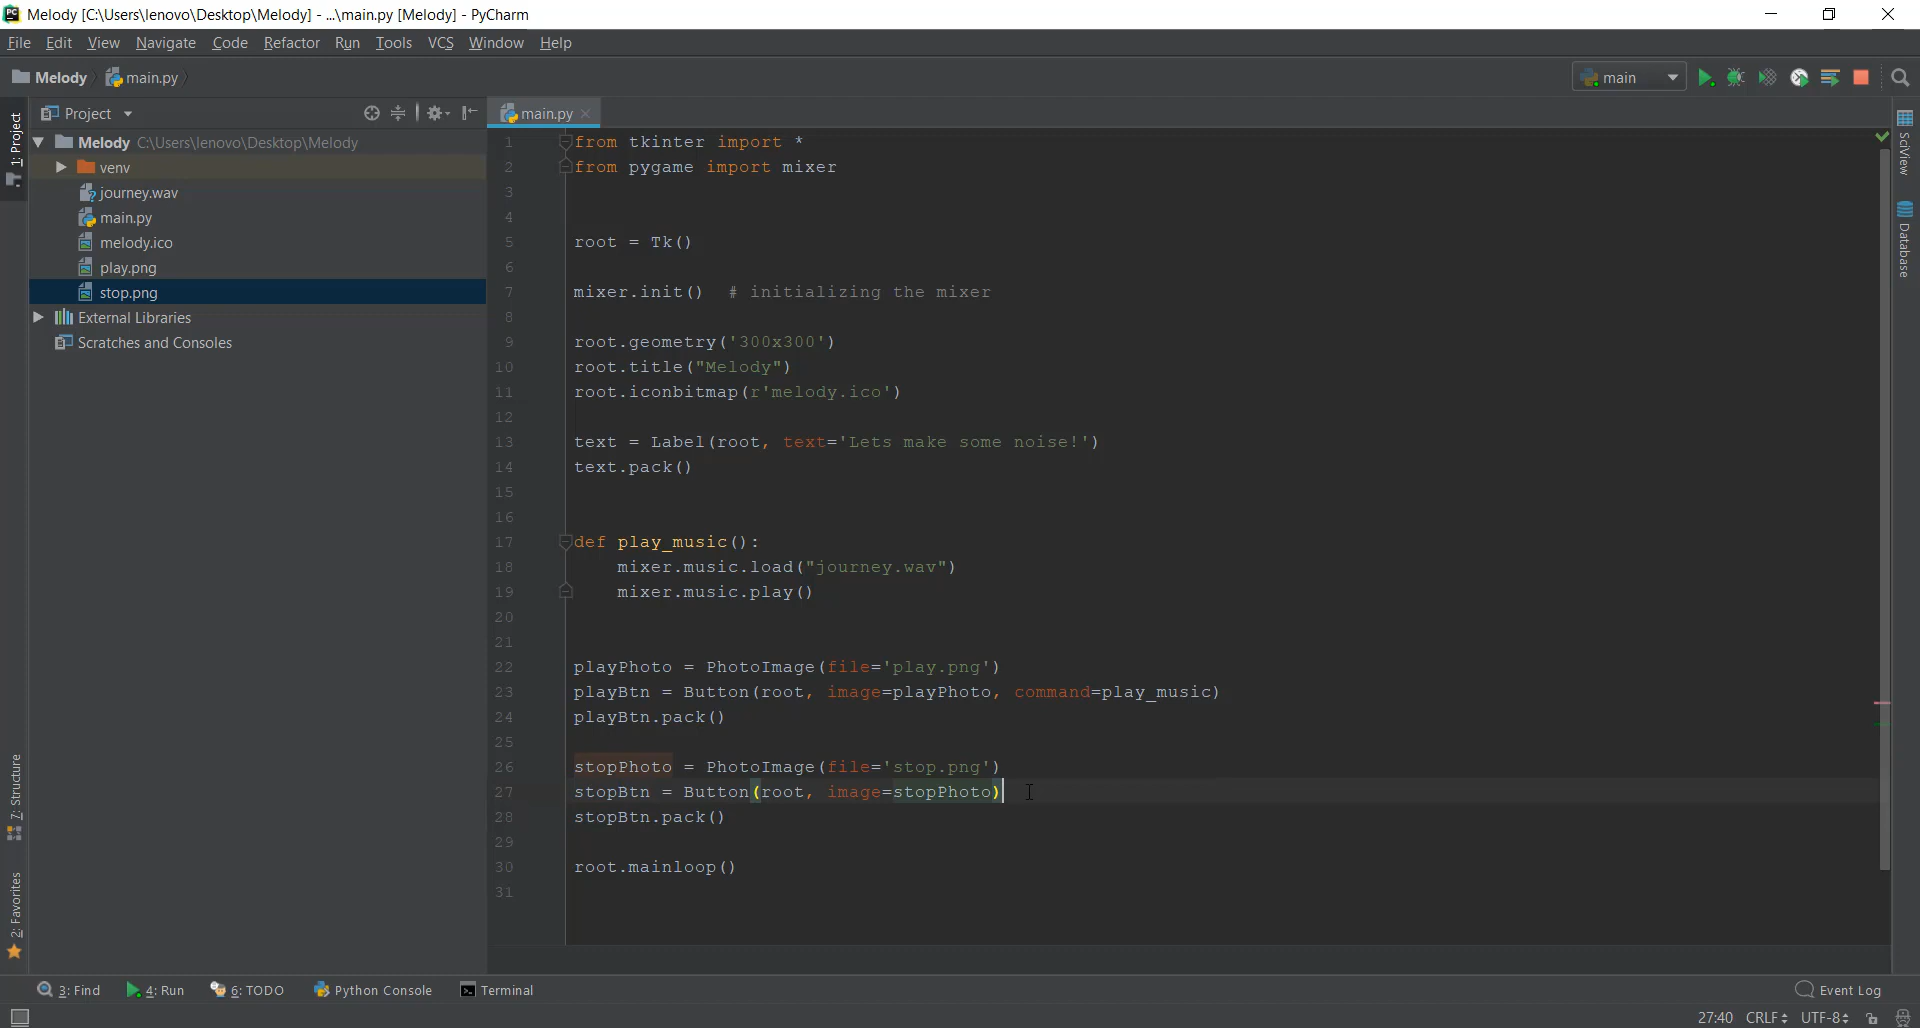 Melody [C:\Users\lenovo\Desktop\Melody] - ...\main.py [Melody] - PyCharm
File Edit View Navigate Code Refactor Run Tools VCS Window Help
Melody main.py main
Project main.py
1: Project
Melody C:\Users\lenovo\Desktop\Melody
venv
journey.wav
main.py
melody.ico
play.png
stop.png
External Libraries
Scratches and Consoles
1 from tkinter import *
2 from pygame import mixer
3
4
5 root = Tk()
6
7 mixer.init()  # initializing the mixer
8
9 root.geometry('300x300')
10 root.title("Melody")
11 root.iconbitmap(r'melody.ico')
12
13 text = Label(root, text='Lets make some noise!')
14 text.pack()
15
16
17 def play_music():
18     mixer.music.load("journey.wav")
19     mixer.music.play()
20
21
22 playPhoto = PhotoImage(file='play.png')
23 playBtn = Button(root, image=playPhoto, command=play_music)
24 playBtn.pack()
25
26 stopPhoto = PhotoImage(file='stop.png')
27 stopBtn = Button(root, image=stopPhoto)
28 stopBtn.pack()
29
30 root.mainloop()
31
SciView
Database
7: Structure
2: Favorites
3: Find 4: Run 6: TODO Python Console Terminal Event Log
27:40 CRLF UTF-8